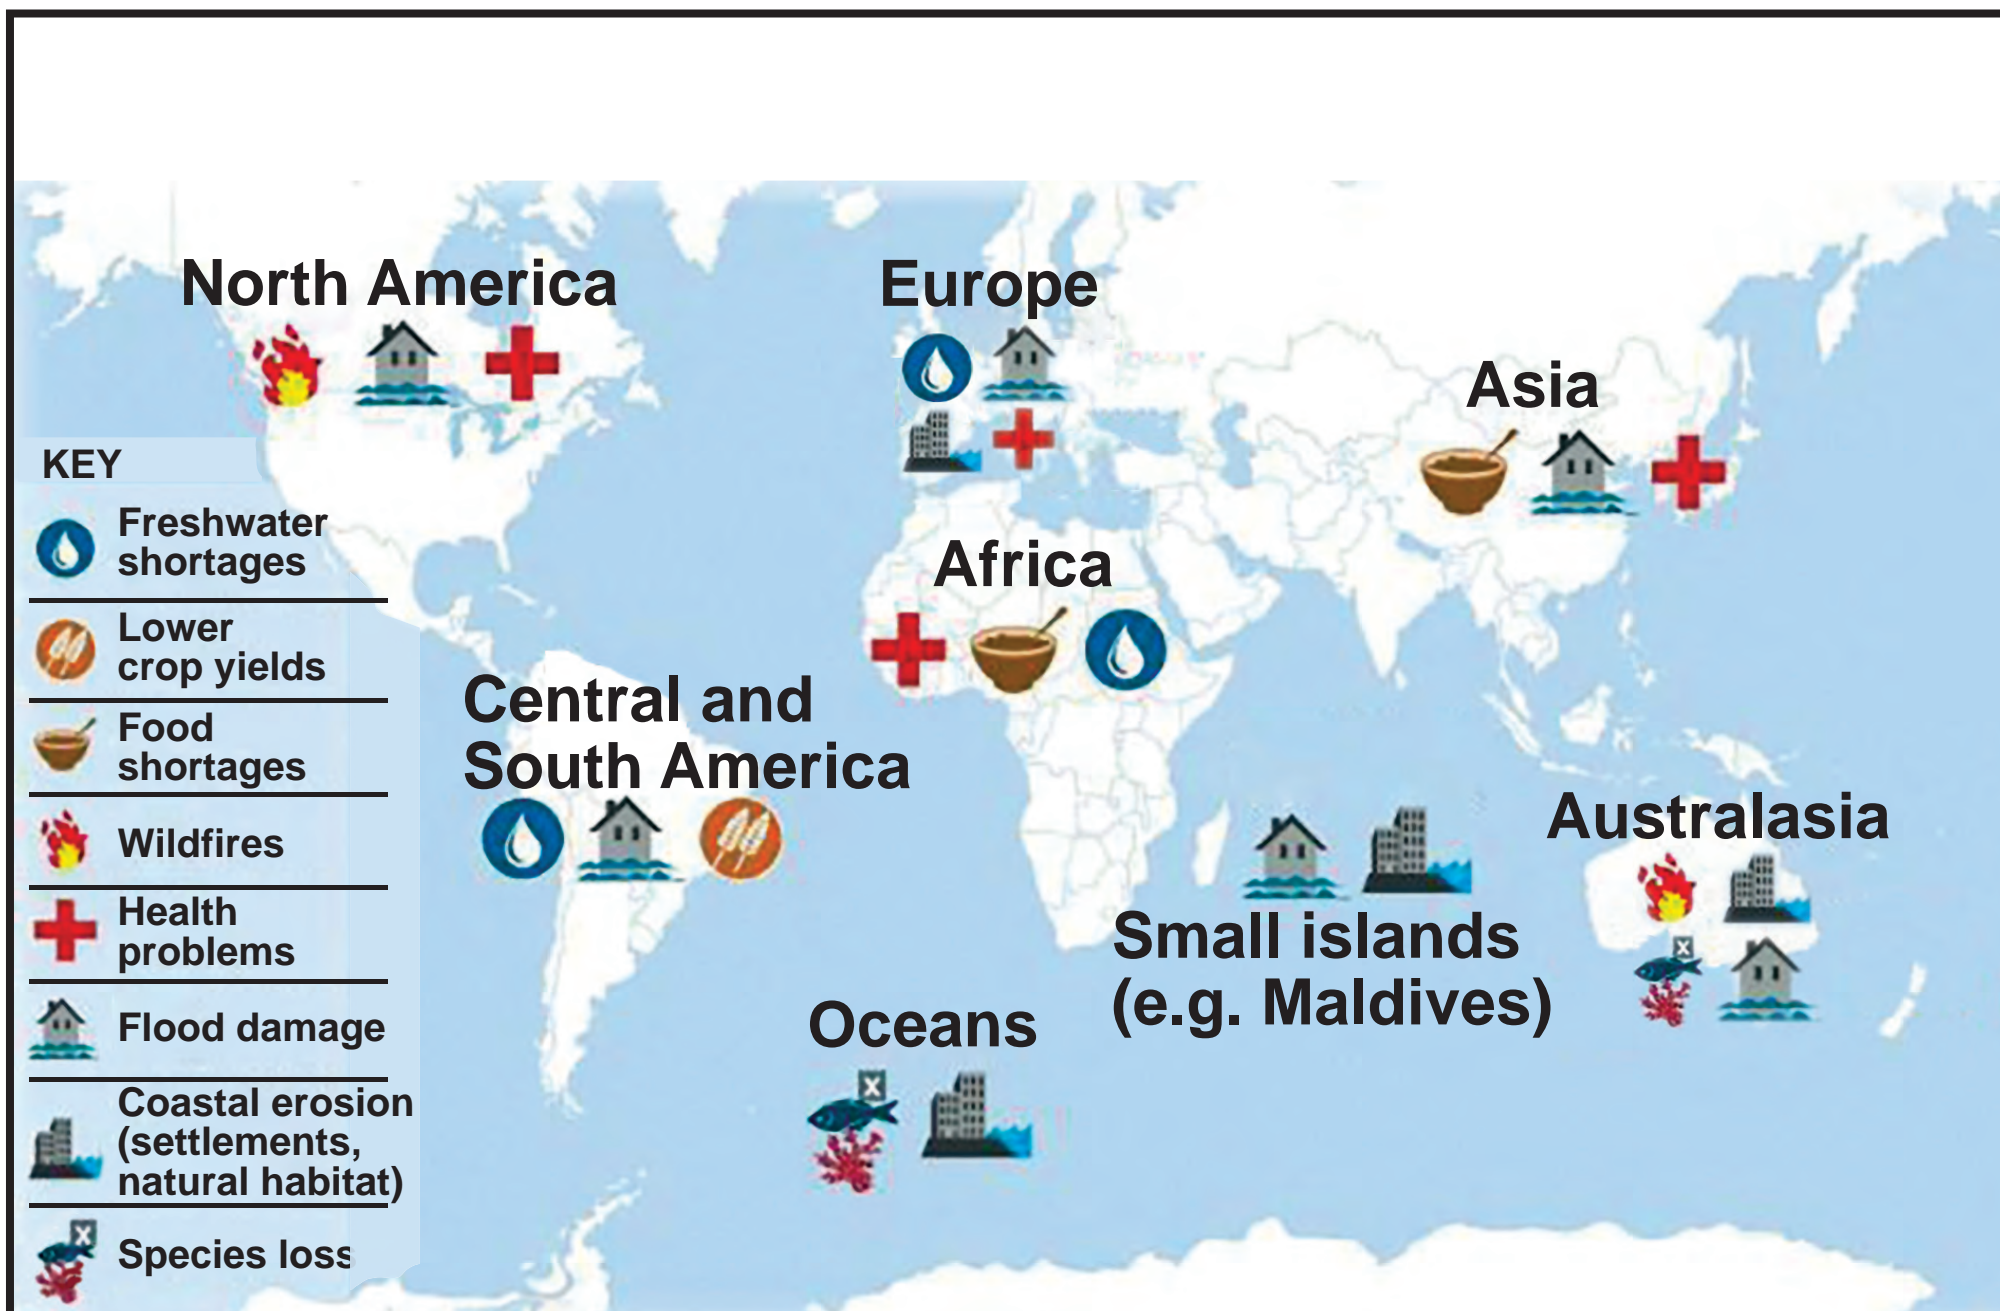 North America
Europe
Asia
Africa
Central and
South America
Australasia
Small islands
(e.g. Maldives)
Oceans
KEY
Freshwater
shortages
Lower
crop yields
Food
shortages
Wildfires
Health
problems
Flood damage
Coastal erosion
(settlements,
natural habitat)
X
Species loss
X
X